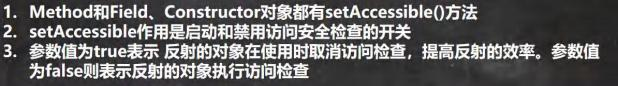 1. Method和Field、Constructor对象都有setAccessible()方法
2. setAccessible作用是启动和禁用访问安全检查的开关
3. 参数值为true表示 反射的对象在使用时取消访问检查，提高反射的效率。参数值
为false则表示反射的对象执行访问检查